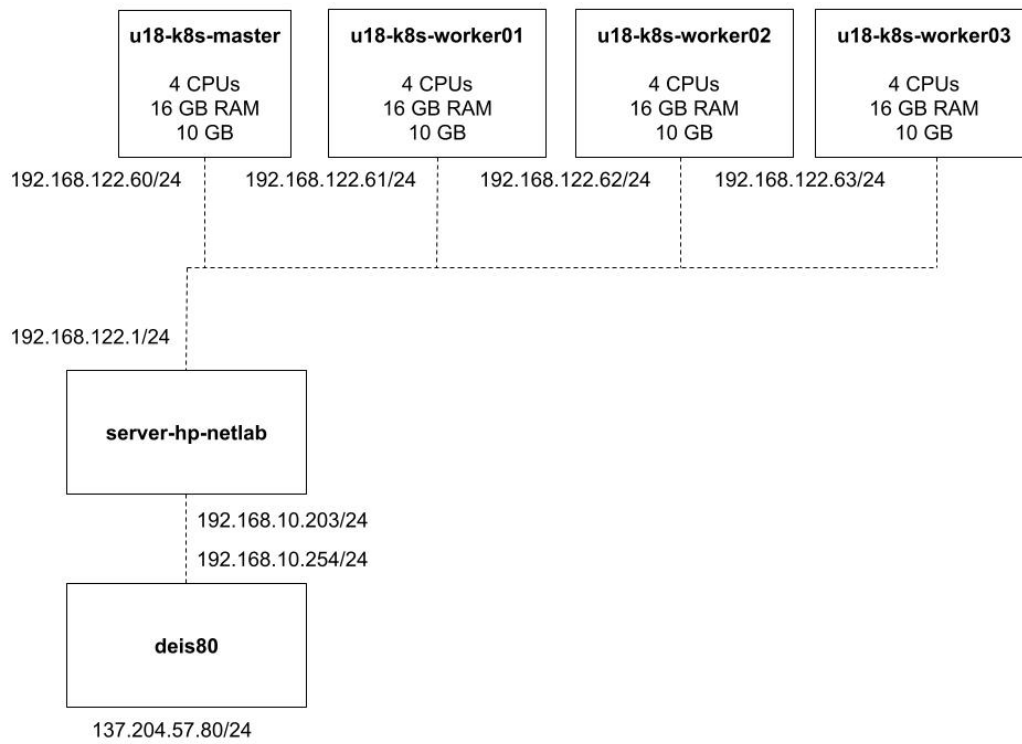 u18-k8s-master
4 CPUs
16 GB RAM
10 GB
u18-k8s-worker01
4 CPUs
16 GB RAM
10 GB
u18-k8s-worker02
4 CPUs
16 GB RAM
10 GB
u18-k8s-worker03
4 CPUs
16 GB RAM
10 GB
192.168.122.60/24
192.168.122.61/24
192.168.122.62/24
192.168.122.63/24
192.168.122.1/24
server-hp-netlab
192.168.10.203/24
192.168.10.254/24
deis80
137.204.57.80/24